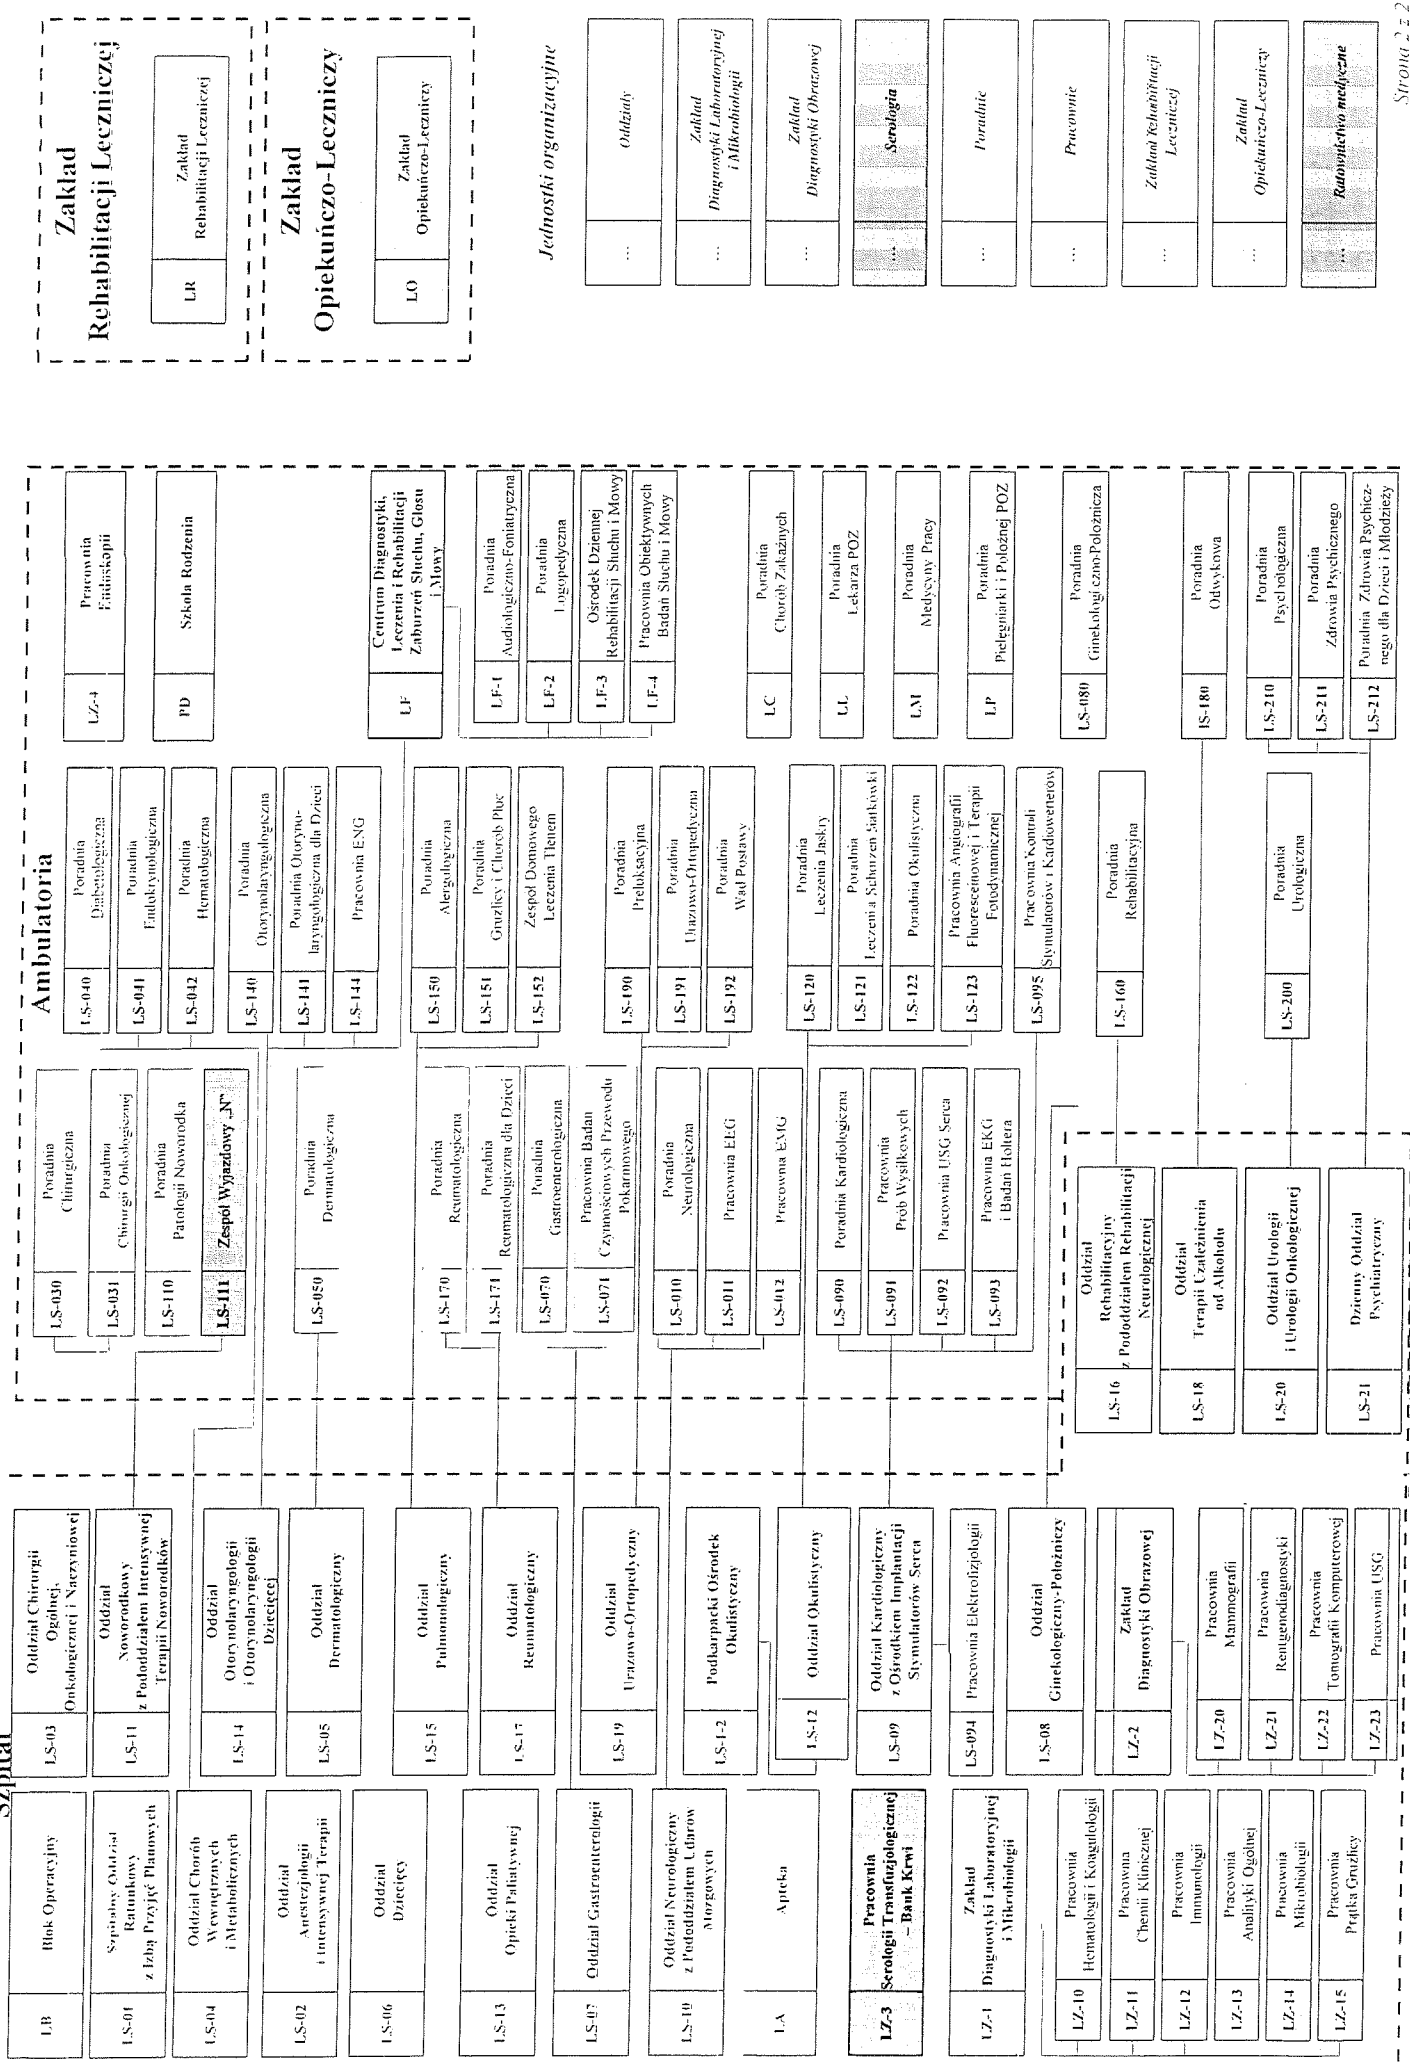 Szpital
LB
Blok Operacyjny
LS-01
Szpitalny Oddział
Ratunkowy
z Izbą Przyjęć Planowych
LS-04
Oddział Chorób
Wewnętrznych
i Metabolicznych
LS-02
Oddział
Anestezjologii
i Intensywnej Terapii
LS-06
Oddział
Dziecięcy
LS-13
Oddział
Opieki Paliatywnej
LS-07
Oddział Gastroenterologii
LS-10
Oddział Neurologiczny
z Pododdziałem Udarów
Mózgowych
LA
Apteka
LZ-3
Pracownia
Serologii Transfuzjologicznej
– Bank Krwi
LZ-1
Zakład
Diagnostyki Laboratoryjnej
i Mikrobiologii
LZ-10
Pracownia
Hematologii i Koagulologii
LZ-11
Pracownia
Chemii Klinicznej
LZ-12
Pracownia
Immunologii
LZ-13
Pracownia
Analityki Ogólnej
LZ-14
Pracownia
Mikrobiologii
LZ-15
Pracownia
Prątka Gruźlicy
LS-03
Oddział Chirurgii
Ogólnej,
Onkologicznej i Naczyniowej
LS-11
Oddział
Noworodkowy
z Pododdziałem Intensywnej
Terapii Noworodków
LS-14
Oddział
Otorynolaryngologii
i Otorynolaryngologii
Dziecięcej
LS-05
Oddział
Dermatologiczny
LS-15
Oddział
Pulmonologiczny
LS-17
Oddział
Reumatologiczny
LS-19
Oddział
Urazowo-Ortopedyczny
LS-1-2
Podkarpacki Ośrodek
Okulistyczny
LS-12
Oddział Okulistyczny
LS-09
Oddział Kardiologiczny
z Ośrodkiem Implantacji
Stymulatorów Serca
LS-094
Pracownia Elektrofizjologii
LS-08
Oddział
Ginekologiczny-Położniczy
LZ-2
Zakład
Diagnostyki Obrazowej
LZ-20
Pracownia
Mammografii
LZ-21
Pracownia
Rentgenodiagnostyki
LZ-22
Pracownia
Tomografii Komputerowej
LZ-23
Pracownia USG
LS-16
Oddział
Rehabilitacyjny
z Pododdziałem Rehabilitacji
Neurologicznej
LS-18
Oddział
Terapii Uzależnienia
od Alkoholu
LS-20
Oddział Urologii
i Urologii Onkologicznej
LS-21
Dzienny Oddział
Psychiatryczny
Ambulatoria
LS-030
Poradnia
Chirurgiczna
LS-031
Poradnia
Chirurgii Onkologicznej
LS-110
Poradnia
Patologii Noworodka
LS-111
Zespół Wyjazdowy „N”
LS-050
Poradnia
Dermatologiczna
LS-170
Poradnia
Reumatologiczna
LS-171
Poradnia
Reumatologiczna dla Dzieci
LS-070
Poradnia
Gastroenterologiczna
LS-071
Pracownia Badań
Czynnościowych Przewodu
Pokarmowego
LS-010
Poradnia
Neurologiczna
LS-011
Pracownia EEG
LS-012
Pracownia EMG
LS-090
Poradnia Kardiologiczna
LS-091
Pracownia
Prób Wysiłkowych
LS-092
Pracownia USG Serca
LS-093
Pracownia EKG
i Badań Holtera
LS-040
Poradnia
Diabetologiczna
LS-041
Poradnia
Endokrynologiczna
LS-042
Poradnia
Hematologiczna
LS-140
Poradnia
Otorynolaryngologiczna
LS-141
Poradnia Otoryno-
laryngologiczna dla Dzieci
LS-144
Pracownia ENG
LS-150
Poradnia
Alergologiczna
LS-151
Poradnia
Gruźlicy i Chorób Płuc
LS-152
Zespół Domowego
Leczenia Tlenem
LS-190
Poradnia
Preluksacyjna
LS-191
Poradnia
Urazowo-Ortopedyczna
LS-192
Poradnia
Wad Postawy
LS-120
Poradnia
Leczenia Jaskry
LS-121
Poradnia
Leczenia Schorzeń Siatkówki
LS-122
Poradnia Okulistyczna
LS-123
Pracownia Angiografii
Fluoresceinowej i Terapii
Fotodynamicznej
LS-095
Pracownia Kontroli
Stymulatorów i Kardiowenerów
LS-160
Poradnia
Rehabilitacyjna
LS-200
Poradnia
Urologiczna
LZ-4
Pracownia
Endoskopii
PD
Szkoła Rodzenia
LF
Centrum Diagnostyki,
Leczenia i Rehabilitacji
Zaburzeń Słuchu, Głosu
i Mowy
LF-1
Poradnia
Audiologiczno-Foniatryczna
LF-2
Poradnia
Logopedyczna
LF-3
Ośrodek Dziennej
Rehabilitacji Słuchu i Mowy
LF-4
Pracownia Obiektywnych
Badań Słuchu i Mowy
LC
Poradnia
Chorób Zakaźnych
LL
Poradnia
Lekarza POZ
LM
Poradnia
Medycyny Pracy
LP
Poradnia
Pielęgniarki i Położnej POZ
LS-080
Poradnia
Ginekologiczno-Położnicza
LS-180
Poradnia
Odwykowa
LS-210
Poradnia
Psychologiczna
LS-211
Poradnia
Zdrowia Psychicznego
LS-212
Poradnia Zdrowia Psychicz-
nego dla Dzieci i Młodzieży
Zakład
Rehabilitacji Leczniczej
LR
Zakład
Rehabilitacji Leczniczej
Zakład
Opiekuńczo-Leczniczy
LO
Zakład
Opiekuńczo-Leczniczy
Jednostki organizacyjne
...
Oddziały
...
Zakład
Diagnostyki Laboratoryjnej
i Mikrobiologii
...
Zakład
Diagnostyki Obrazowej
...
Serologia
...
Poradnie
...
Pracownie
...
Zakład Rehabilitacji
Leczniczej
...
Zakład
Opiekuńczo-Leczniczy
...
Ratownictwo medyczne
Strona 2 z 2